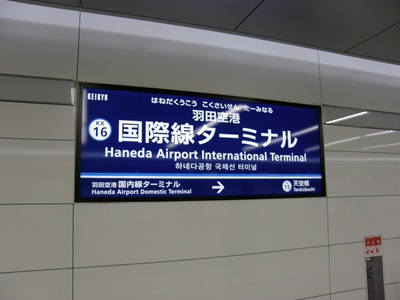 KEIKYU
はねだくうこう こくさいせん たーみなる
羽田空港
KK
16
国際線ターミナル
Haneda Airport International Terminal
하네다공항 국제선 터미널
羽田空港 国内線ターミナル
Haneda Airport Domestic Terminal
→
天空橋
Tenkūbashi